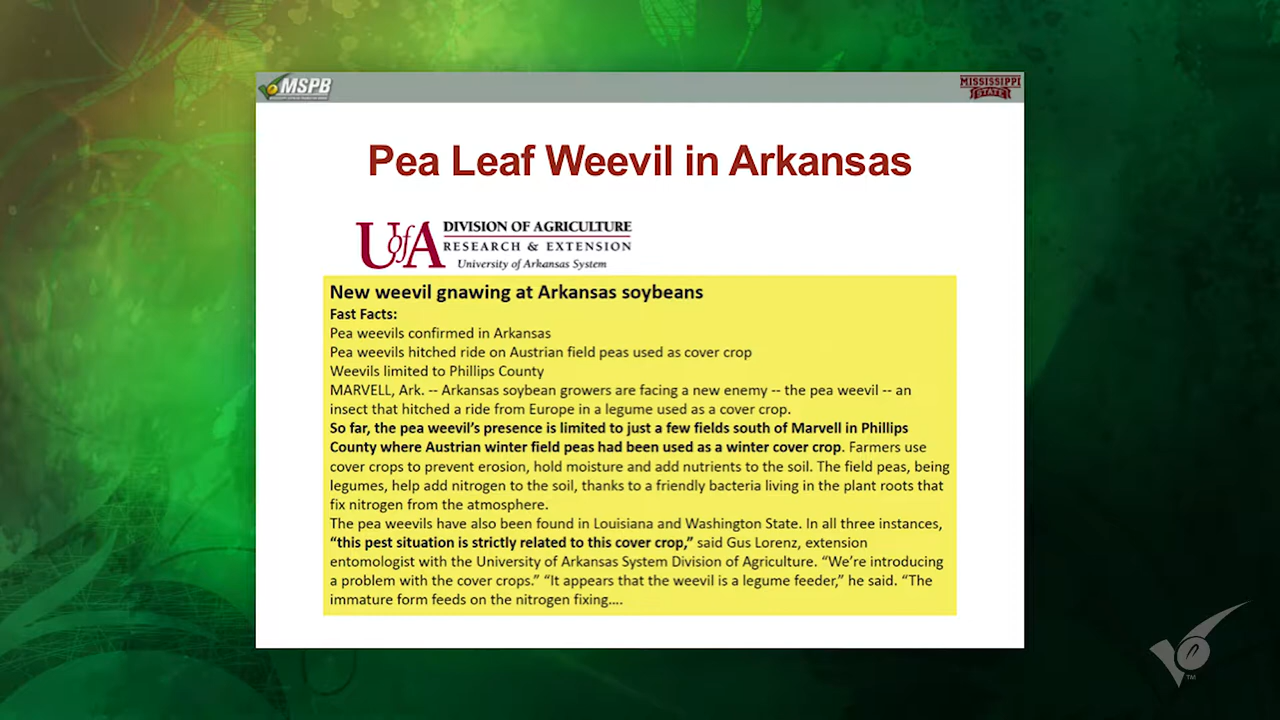 MSPB
MISSISSIPPI
STATE
Pea Leaf Weevil in Arkansas
UofA DIVISION OF AGRICULTURE
RESEARCH & EXTENSION
University of Arkansas System
New weevil gnawing at Arkansas soybeans
Fast Facts:
Pea weevils confirmed in Arkansas
Pea weevils hitched ride on Austrian field peas used as cover crop
Weevils limited to Phillips County
MARVELL, Ark. -- Arkansas soybean growers are facing a new enemy -- the pea weevil -- an
insect that hitched a ride from Europe in a legume used as a cover crop.
So far, the pea weevil's presence is limited to just a few fields south of Marvell in Phillips
County where Austrian winter field peas had been used as a winter cover crop. Farmers use
cover crops to prevent erosion, hold moisture and add nutrients to the soil. The field peas, being
legumes, help add nitrogen to the soil, thanks to a friendly bacteria living in the plant roots that
fix nitrogen from the atmosphere.
The pea weevils have also been found in Louisiana and Washington State. In all three instances,
“this pest situation is strictly related to this cover crop,” said Gus Lorenz, extension
entomologist with the University of Arkansas System Division of Agriculture. “We’re introducing
a problem with the cover crops.” “It appears that the weevil is a legume feeder,” he said. “The
immature form feeds on the nitrogen fixing....
TM